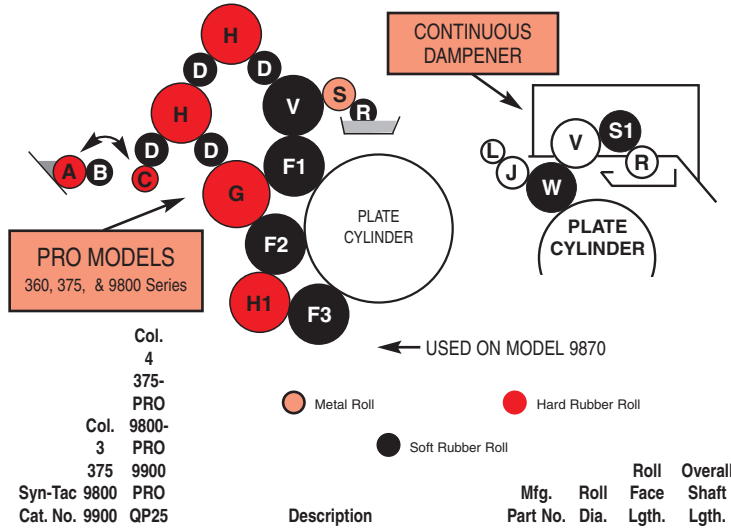 H
D
D
V
S
R
H
D
D
A
B
C
F1
G
F2
H1
F3
PLATE
CYLINDER
CONTINUOUS
DAMPENER
V
S1
L
J
R
W
PLATE
CYLINDER
PRO MODELS
360, 375, & 9800 Series
USED ON MODEL 9870
Metal Roll
Hard Rubber Roll
Soft Rubber Roll
Col.
4
375-
PRO
Col. 9800-
3 PRO
375 9900 Roll Overall
Syn-Tac 9800 PRO Mfg. Roll Face Shaft
Cat. No. 9900 QP25 Description Part No. Dia. Lgth. Lgth.